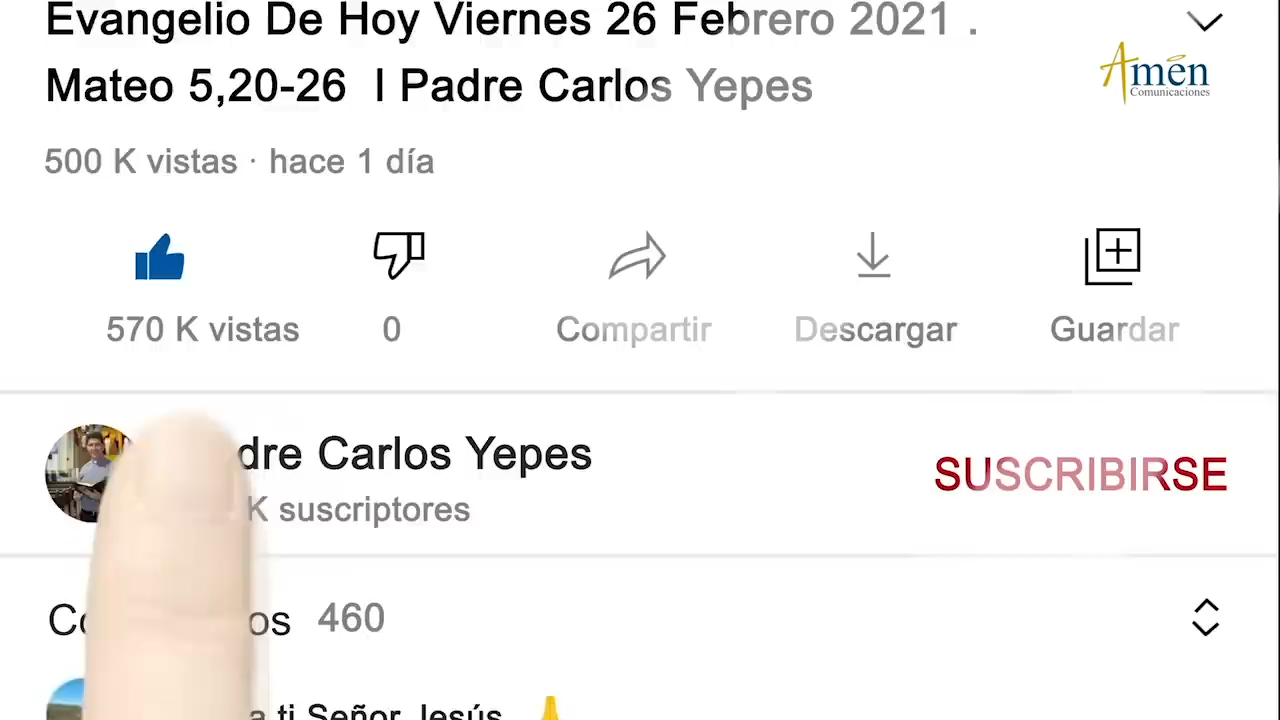 Evangelio De Hoy Viernes 26 Febrero 2021 .
Mateo 5,20-26 I Padre Carlos Yepes
Amén
Comunicaciones
500 K vistas · hace 1 día
570 K vistas
0
Compartir
Descargar
Guardar
dre Carlos Yepes
K suscriptores
SUSCRIBIRSE
460
ti Señor Jesús